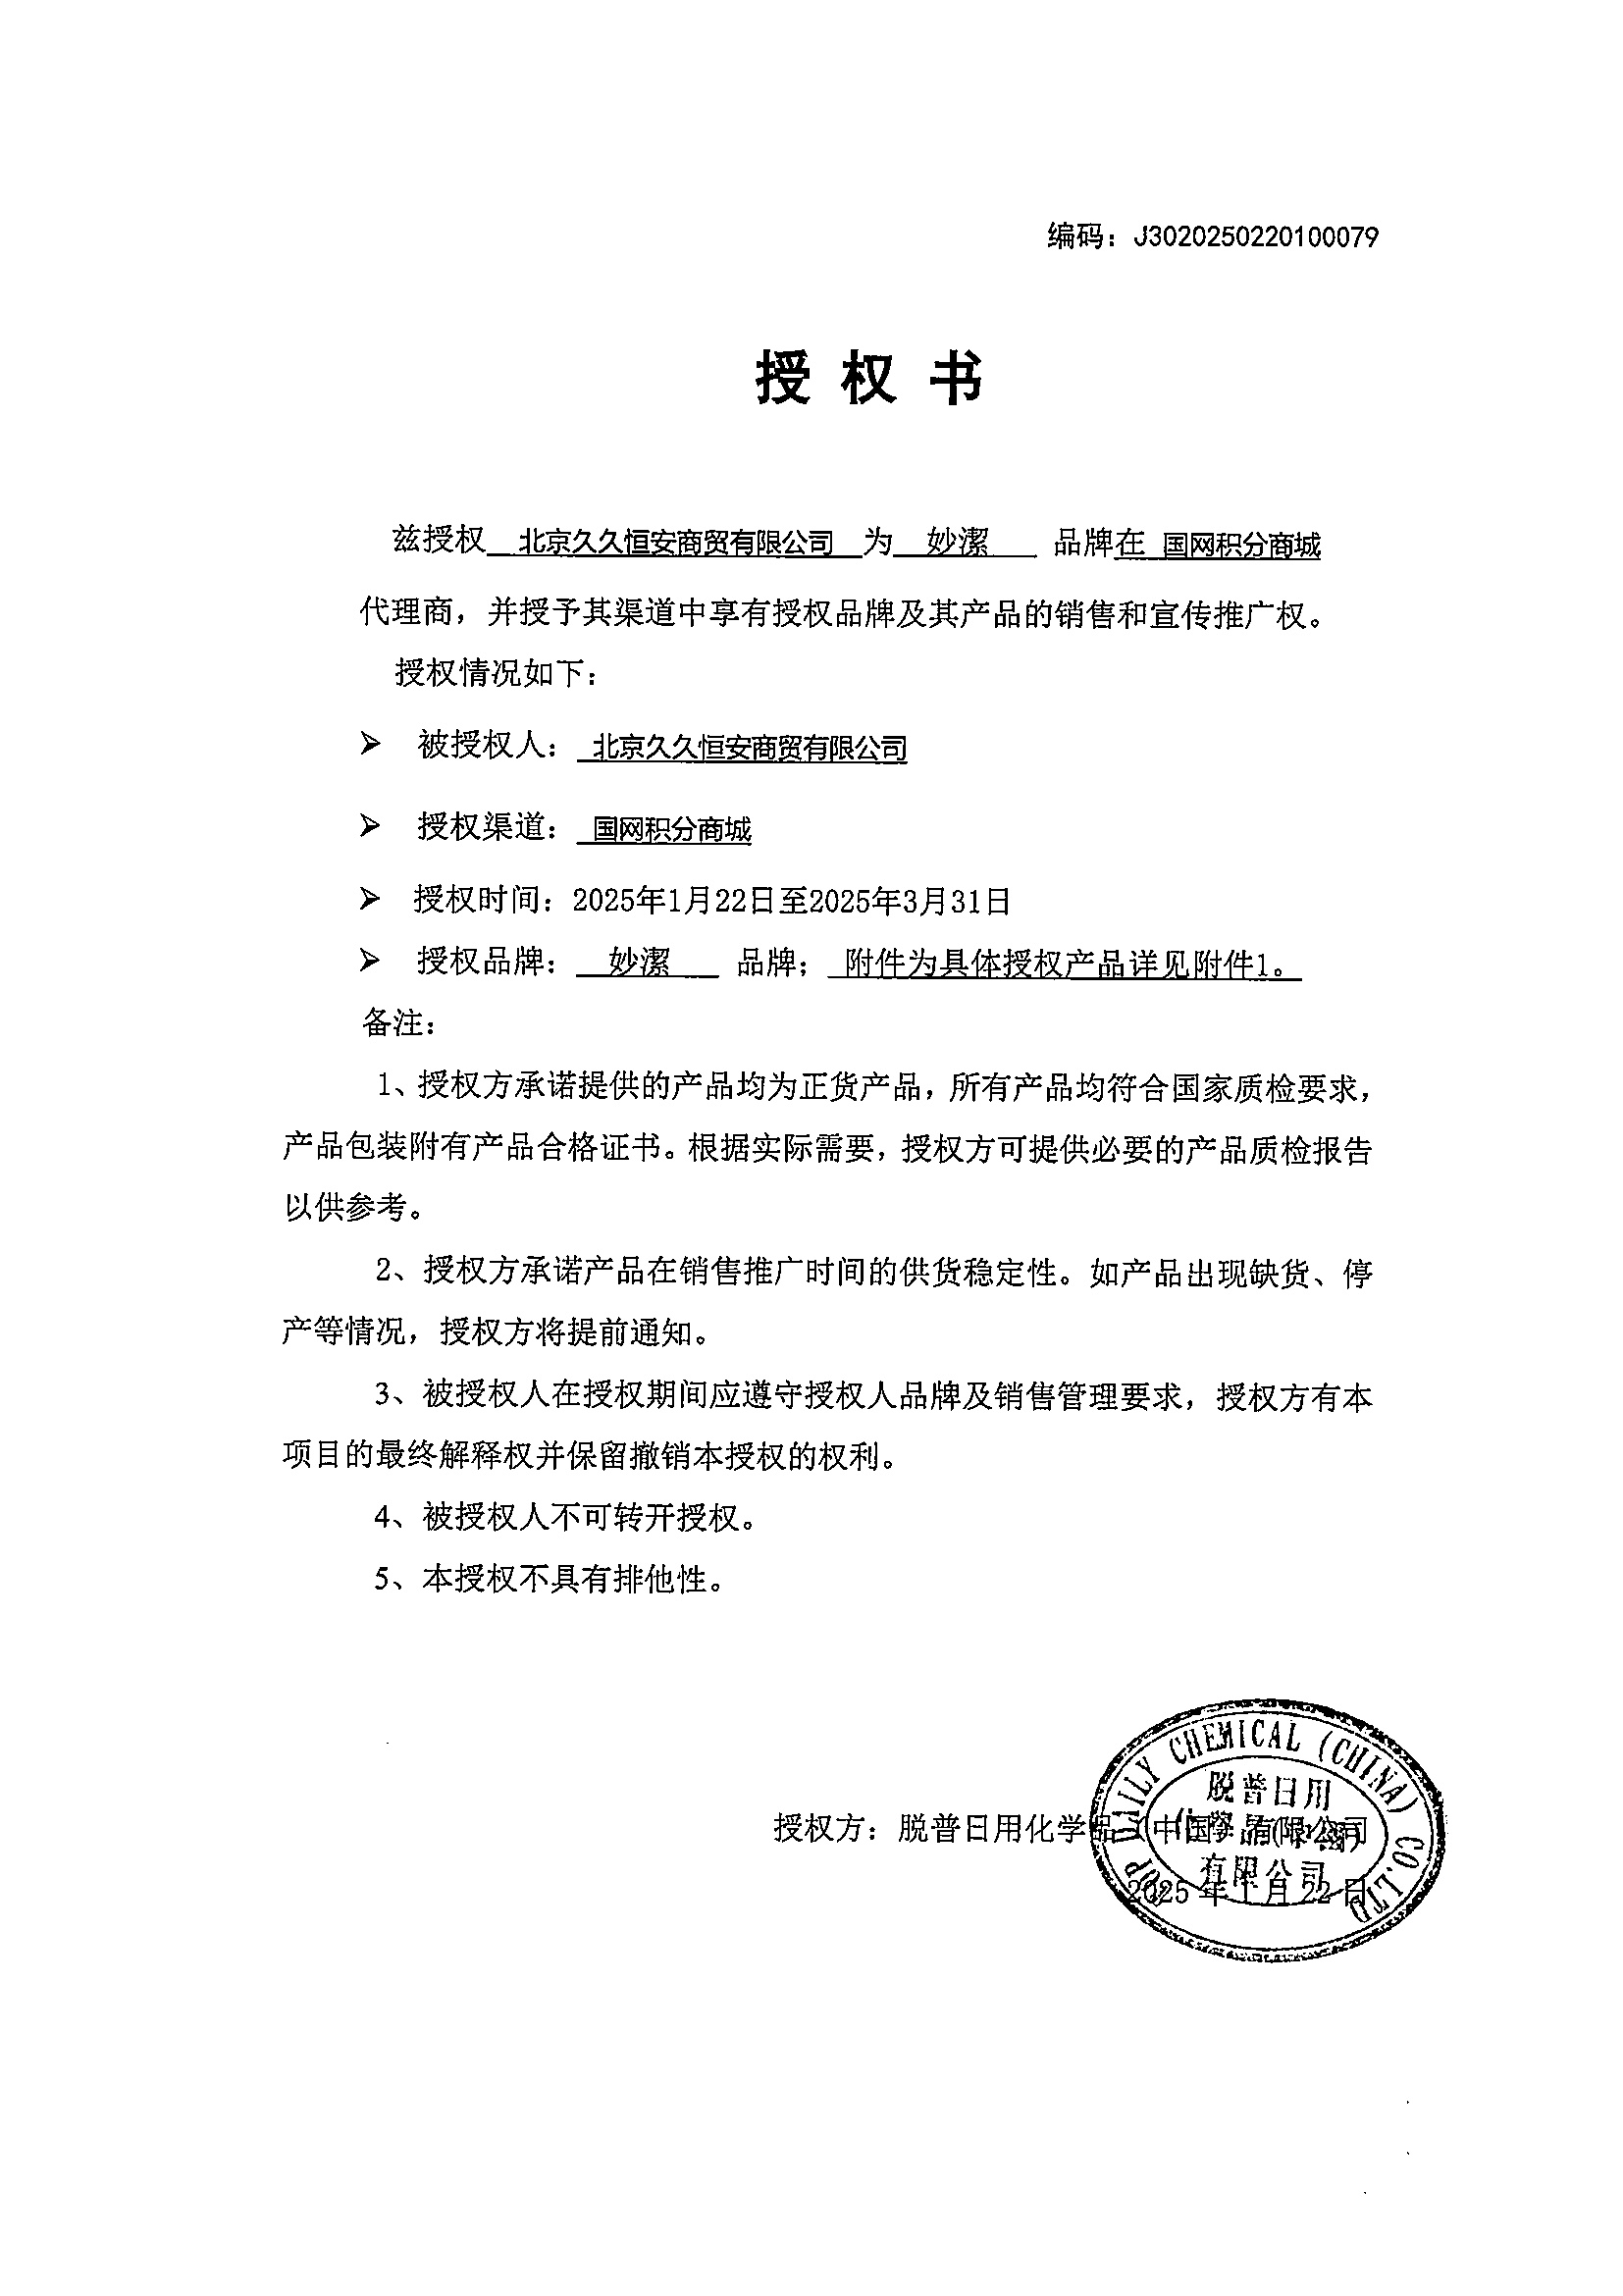 编码：J3020250220100079
授权书
兹授权 北京久久恒安商贸有限公司 为 妙潔 品牌在 国网积分商城
代理商，并授予其渠道中享有授权品牌及其产品的销售和宣传推广权。
授权情况如下：
➢ 被授权人： 北京久久恒安商贸有限公司
➢ 授权渠道： 国网积分商城
➢ 授权时间：2025年1月22日至2025年3月31日
➢ 授权品牌： 妙潔 品牌； 附件为具体授权产品详见附件1。
备注：
1、授权方承诺提供的产品均为正货产品，所有产品均符合国家质检要求，
产品包装附有产品合格证书。根据实际需要，授权方可提供必要的产品质检报告
以供参考。
2、授权方承诺产品在销售推广时间的供货稳定性。如产品出现缺货、停
产等情况，授权方将提前通知。
3、被授权人在授权期间应遵守授权人品牌及销售管理要求，授权方有本
项目的最终解释权并保留撤销本授权的权利。
4、被授权人不可转开授权。
5、本授权不具有排他性。
授权方：脱普日用化学品（中国）有限公司
2025 年 1 月 22 日
TOP DAILY CHEMICAL (CHINA) CO.LTD
脱普日用
化學品(中國)
有限公司